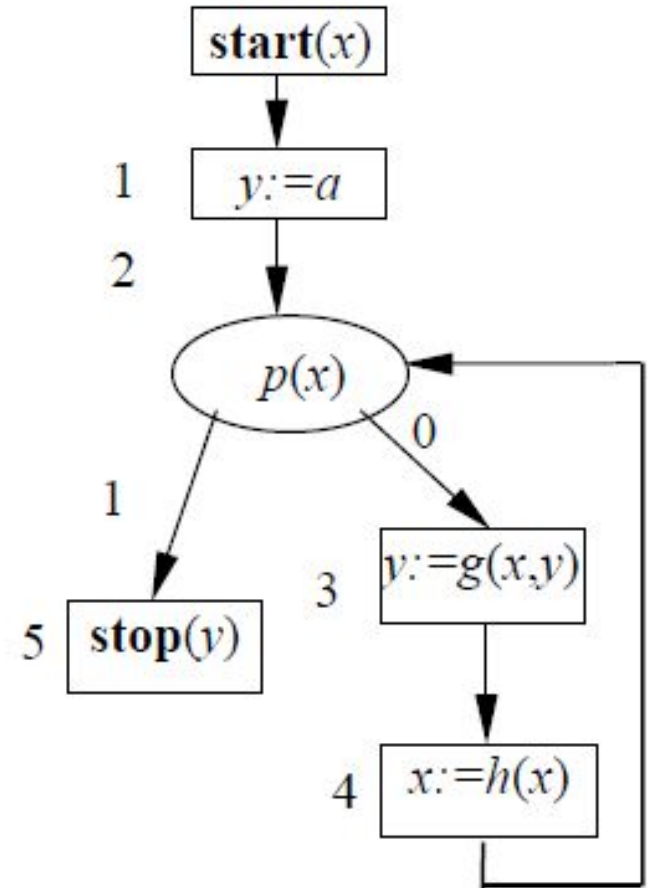 start(x)
1
y:=a
2
p(x)
0
1
y:=g(x,y)
3
5
stop(y)
x:=h(x)
4